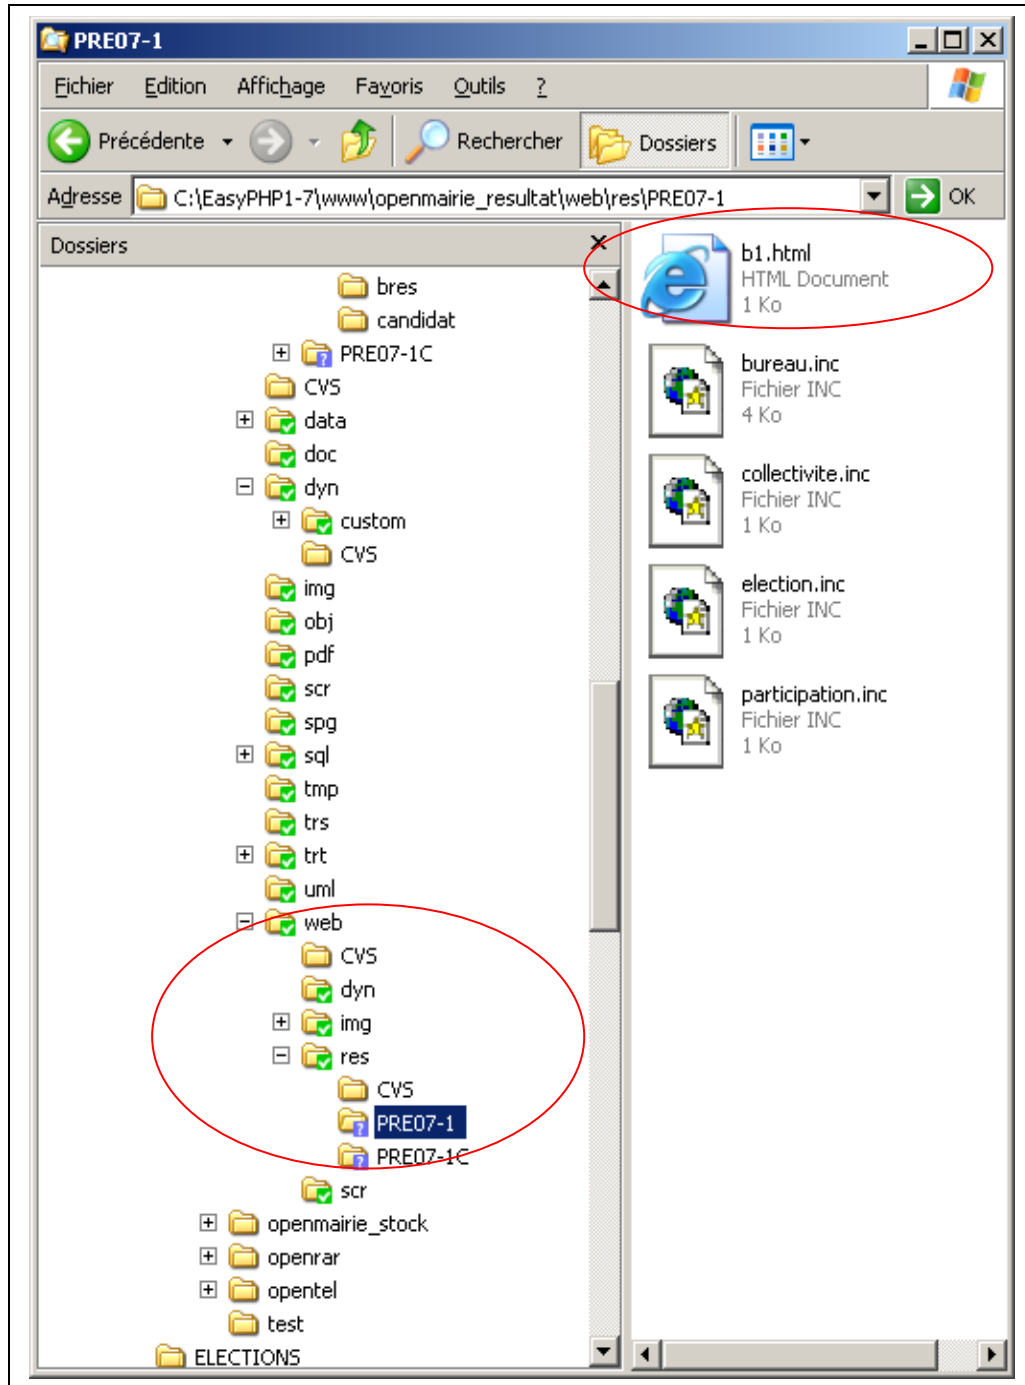 PRE07-1
Fichier Edition Affichage Favoris Outils ?
Précédente Rechercher Dossiers
Adresse C:\EasyPHP1-7\www\openmairie_resultat\web\res\PRE07-1 OK
Dossiers
bres
candidat
PRE07-1C
CVS
data
doc
dyn
custom
CVS
img
obj
pdf
scr
spg
sql
tmp
trs
trt
uml
web
CVS
dyn
img
res
CVS
PRE07-1
PRE07-1C
scr
openmairie_stock
openrar
opentel
test
ELECTIONS
b1.html
HTML Document
1 Ko
bureau.inc
Fichier INC
4 Ko
collectivite.inc
Fichier INC
1 Ko
election.inc
Fichier INC
1 Ko
participation.inc
Fichier INC
1 Ko